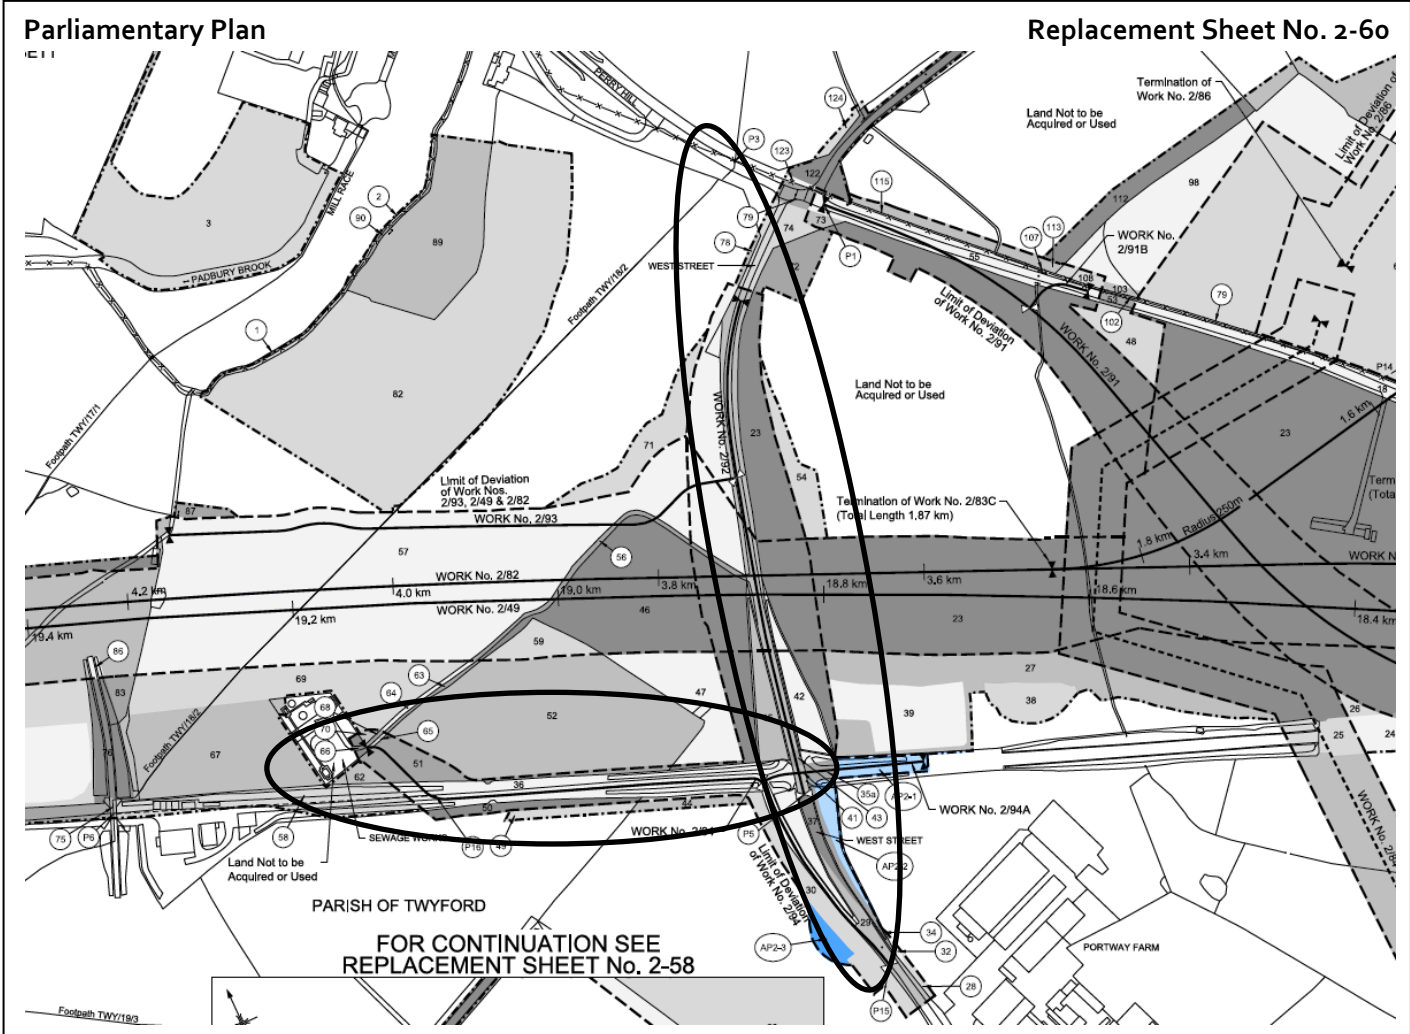 Parliamentary Plan
Replacement Sheet No. 2-60
PERRY HILL
124
Termination of
Work No. 2/86
Land Not to be
Acquired or Used
Limit of Deviation of
Work No. 2/86
P3
123
122
115
98
112
3
MILL RACE
2
90
89
79
73
74
78
WEST STREET
P1
107
113
WORK No.
2/91B
55
108
103
53
102
79
PADBURY BROOK
Footpath TWY/18/2
Limit of Deviation
of Work No. 2/91
WORK No. 2/91
48
P14
18
1
82
Land Not to be
Acquired or Used
Footpath TWY/17/1
WORK No. 2/92
23
23
1.6 km
71
54
Limit of Deviation
of Work Nos.
2/93, 2/49 & 2/82
Termination of Work No. 2/83C
(Total Length 1.87 km)
Radius 250m
87
WORK No. 2/93
57
56
1.8 km
3.4 km
WORK No. 2/82
4.2 km
4.0 km
19.0 km
3.8 km
18.8 km
3.6 km
18.6 km
WORK No. 2/49
19.4 km
19.2 km
46
23
18.4 km
59
86
63
27
83
69
64
47
42
38
68
52
39
26
70
65
25
24
76
67
66
51
62
36
Footpath TWY/18/2
35a
AP2-1
WORK No. 2/94A
50
44
41
43
75
P6
58
SEWAGE WORKS
P16
49
P5
37
WEST STREET
Land Not to be
Acquired or Used
AP2-2
Limit of Deviation
of Work No. 2/94
30
PARISH OF TWYFORD
29
34
FOR CONTINUATION SEE
REPLACEMENT SHEET No. 2-58
AP2-3
32
PORTWAY FARM
28
P15
Footpath TWY/19/3